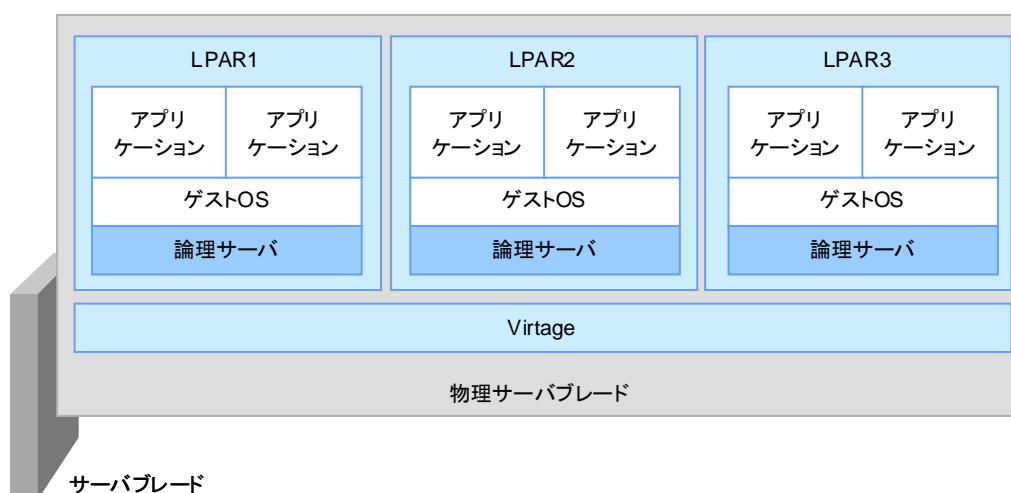 LPAR1
LPAR2
LPAR3
アプリ
ケーション
アプリ
ケーション
アプリ
ケーション
アプリ
ケーション
アプリ
ケーション
アプリ
ケーション
ゲストOS
ゲストOS
ゲストOS
論理サーバ
論理サーバ
論理サーバ
Virtage
物理サーバブレード
サーバブレード